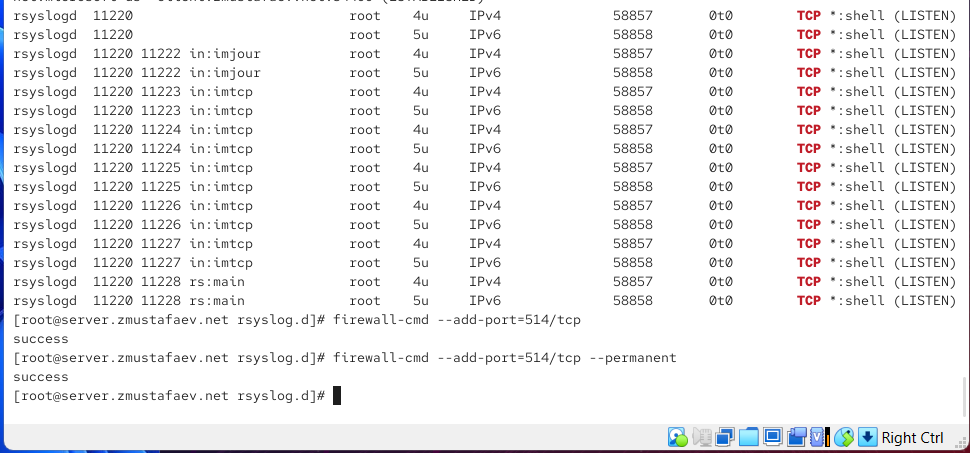 rsyslogd 11220 root 4u IPv4 58857 0t0 TCP *:shell (LISTEN)
rsyslogd 11220 root 5u IPv6 58858 0t0 TCP *:shell (LISTEN)
rsyslogd 11220 11222 in:imjour root 4u IPv4 58857 0t0 TCP *:shell (LISTEN)
rsyslogd 11220 11222 in:imjour root 5u IPv6 58858 0t0 TCP *:shell (LISTEN)
rsyslogd 11220 11223 in:imtcp root 4u IPv4 58857 0t0 TCP *:shell (LISTEN)
rsyslogd 11220 11223 in:imtcp root 5u IPv6 58858 0t0 TCP *:shell (LISTEN)
rsyslogd 11220 11224 in:imtcp root 4u IPv4 58857 0t0 TCP *:shell (LISTEN)
rsyslogd 11220 11224 in:imtcp root 5u IPv6 58858 0t0 TCP *:shell (LISTEN)
rsyslogd 11220 11225 in:imtcp root 4u IPv4 58857 0t0 TCP *:shell (LISTEN)
rsyslogd 11220 11225 in:imtcp root 5u IPv6 58858 0t0 TCP *:shell (LISTEN)
rsyslogd 11220 11226 in:imtcp root 4u IPv4 58857 0t0 TCP *:shell (LISTEN)
rsyslogd 11220 11226 in:imtcp root 5u IPv6 58858 0t0 TCP *:shell (LISTEN)
rsyslogd 11220 11227 in:imtcp root 4u IPv4 58857 0t0 TCP *:shell (LISTEN)
rsyslogd 11220 11227 in:imtcp root 5u IPv6 58858 0t0 TCP *:shell (LISTEN)
rsyslogd 11220 11228 rs:main root 4u IPv4 58857 0t0 TCP *:shell (LISTEN)
rsyslogd 11220 11228 rs:main root 5u IPv6 58858 0t0 TCP *:shell (LISTEN)
[root@server.zmustafaev.net rsyslog.d]# firewall-cmd --add-port=514/tcp
success
[root@server.zmustafaev.net rsyslog.d]# firewall-cmd --add-port=514/tcp --permanent
success
[root@server.zmustafaev.net rsyslog.d]#
Right Ctrl